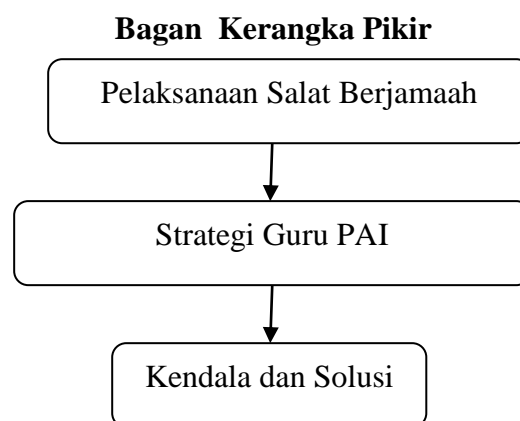 Bagan Kerangka Pikir
Pelaksanaan Salat Berjamaah
Strategi Guru PAI
Kendala dan Solusi